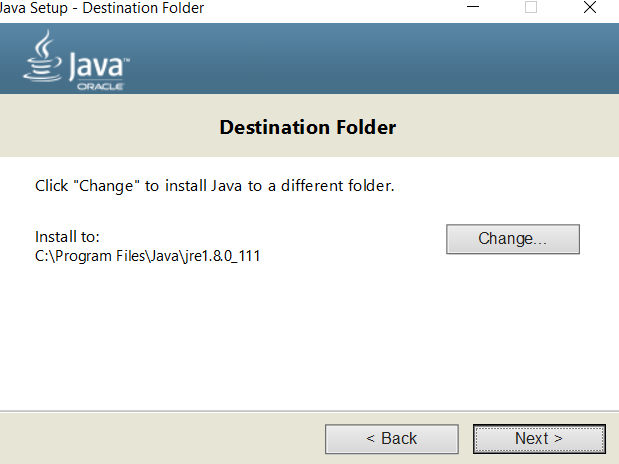 Java Setup - Destination Folder
Java™
ORACLE
Destination Folder
Click "Change" to install Java to a different folder.
Install to:
C:\Program Files\Java\jre1.8.0_111
Change...
< Back
Next >